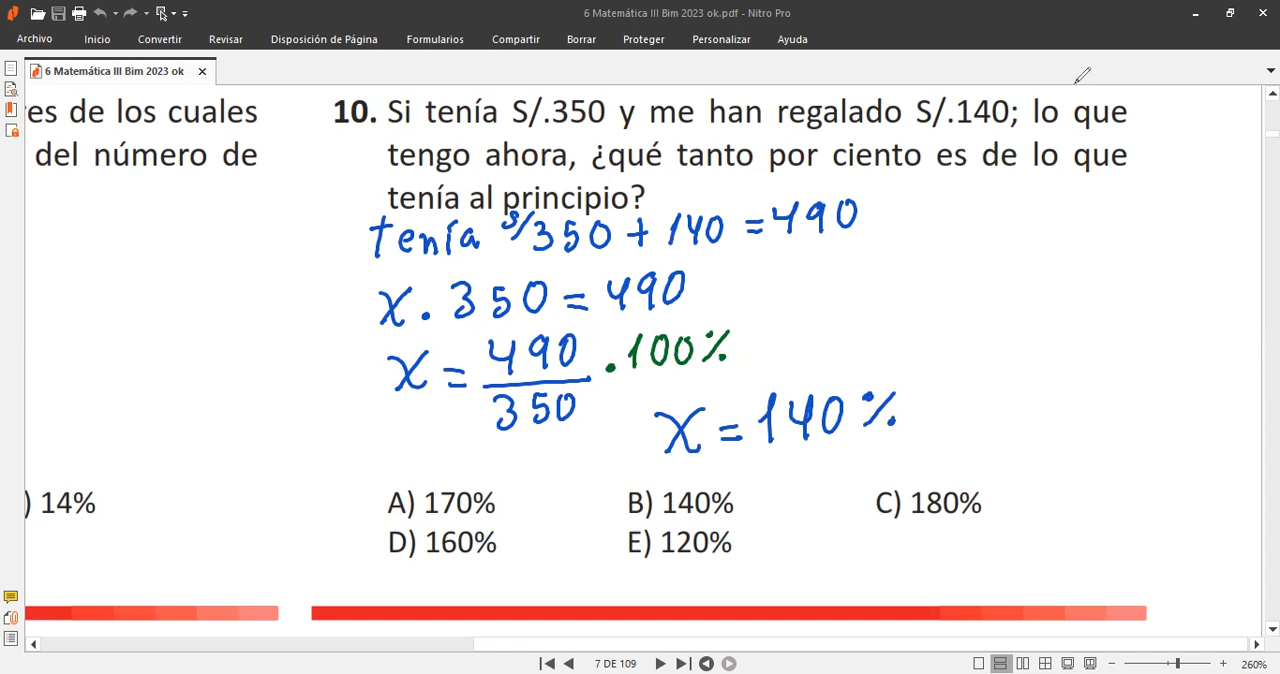 6 Matemática III Bim 2023 ok.pdf - Nitro Pro
Archivo Inicio Convertir Revisar Disposición de Página Formularios Compartir Borrar Proteger Personalizar Ayuda
6 Matemática III Bim 2023 ok
es de los cuales
del número de
) 14%
10. Si tenía S/.350 y me han regalado S/.140; lo que
tengo ahora, ¿qué tanto por ciento es de lo que
tenía al principio?
tenía s/350 + 140 = 490
x . 350 = 490
x = 490/350 . 100%
x = 140%
A) 170% B) 140% C) 180%
D) 160% E) 120%
7 DE 109
260%